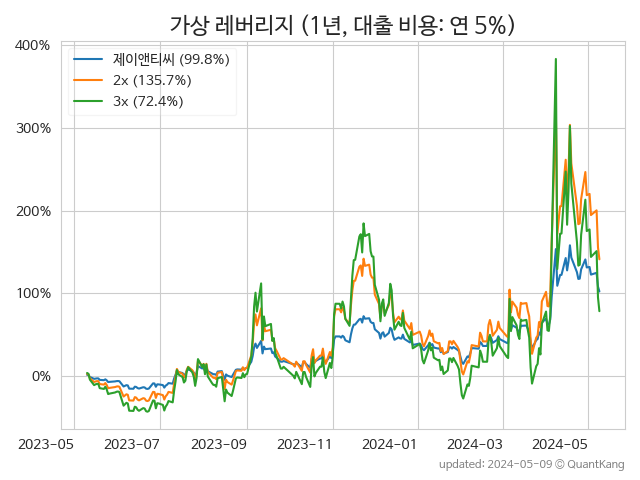 가상 레버리지 (1년, 대출 비용: 연 5%)
제이앤티씨 (99.8%)
2x (135.7%)
3x (72.4%)
400%
300%
200%
100%
0%
2023-05
2023-07
2023-09
2023-11
2024-01
2024-03
2024-05
updated: 2024-05-09 © QuantKang